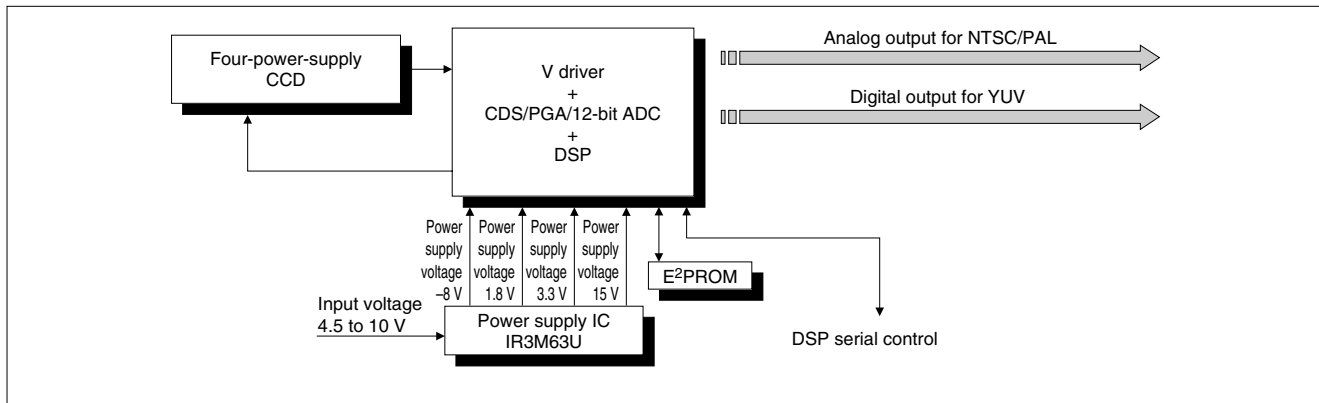 Four-power-supply
CCD
V driver
+
CDS/PGA/12-bit ADC
+
DSP
Analog output for NTSC/PAL
Digital output for YUV
Power
supply
voltage
–8 V
Power
supply
voltage
1.8 V
Power
supply
voltage
3.3 V
Power
supply
voltage
15 V
E²PROM
Input voltage
4.5 to 10 V
Power supply IC
IR3M63U
DSP serial control